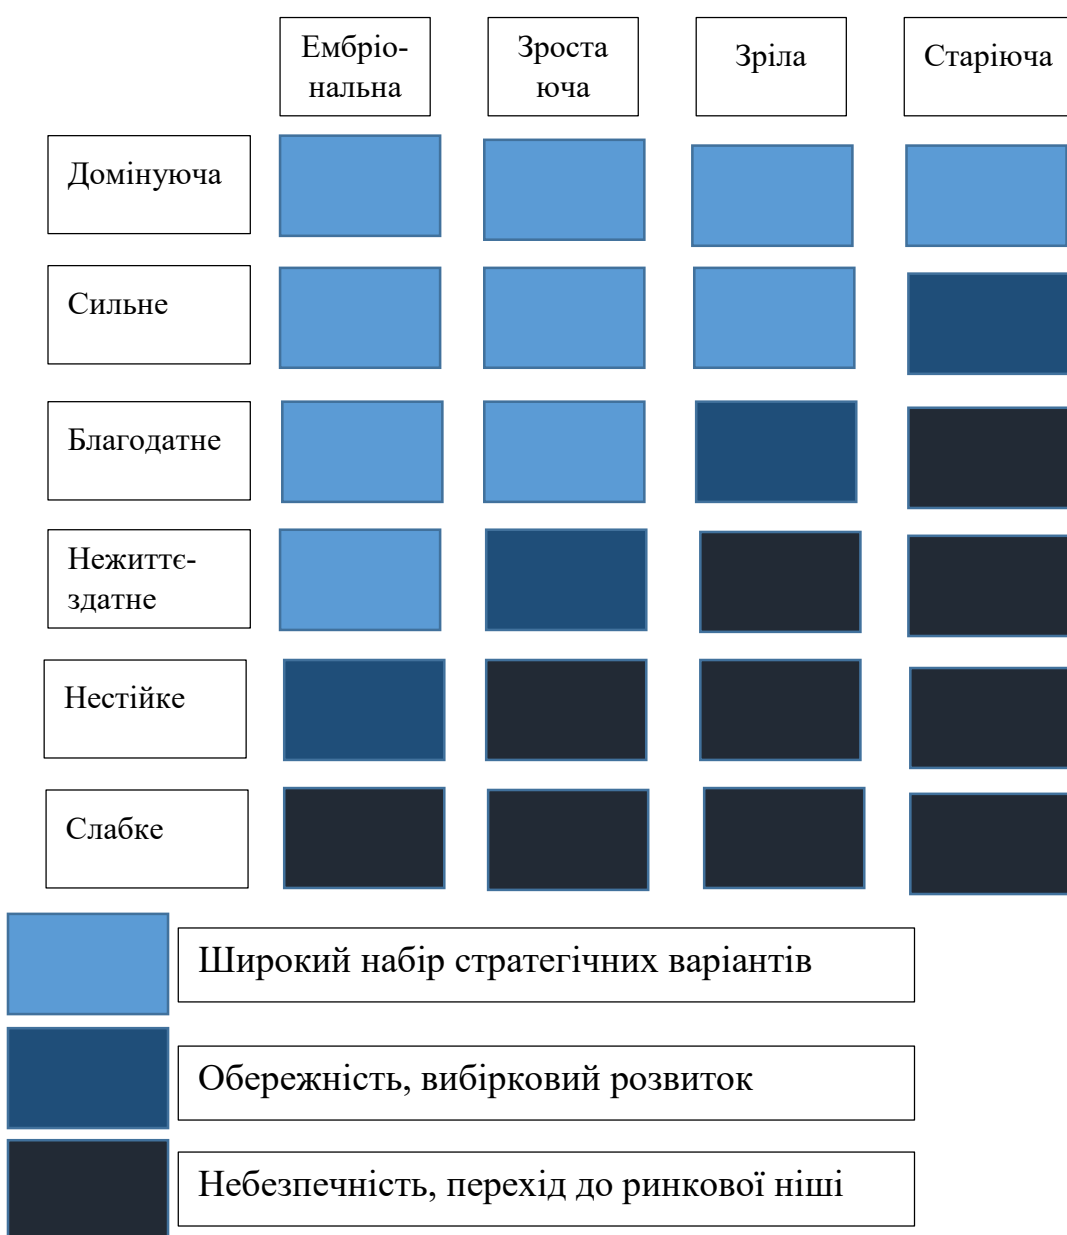 Ембріо-
нальна
Зроста
юча
Зріла
Старіюча
Домінуюча
Сильне
Благодатне
Нежиттє-
здатне
Нестійке
Слабке
Широкий набір стратегічних варіантів
Обережність, вибірковий розвиток
Небезпечність, перехід до ринкової ніші